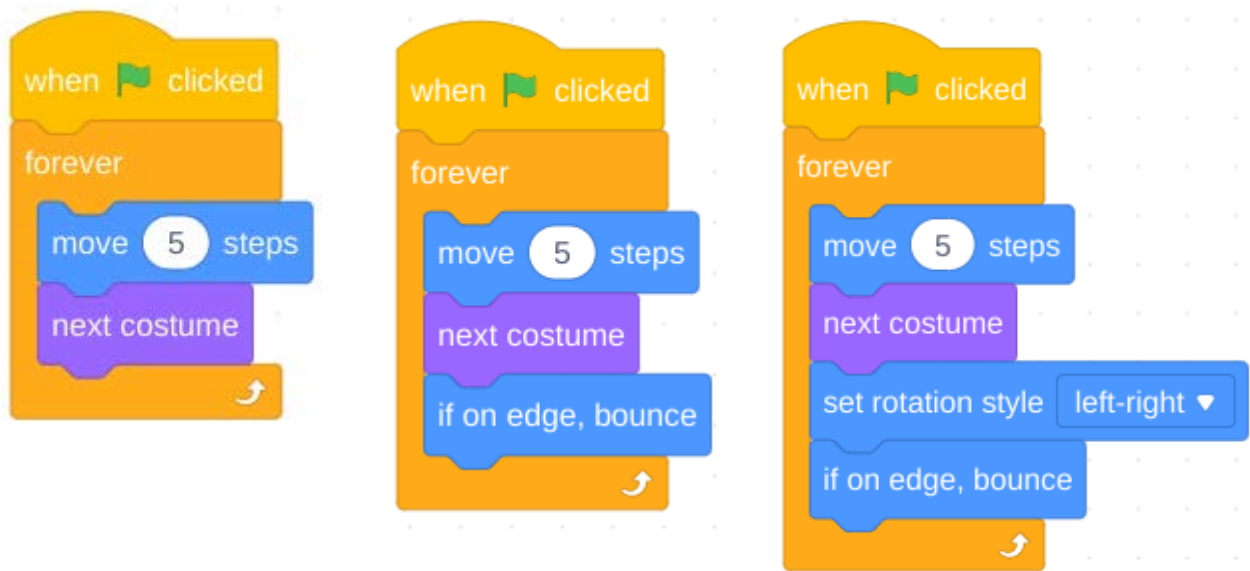 when clicked
forever
move 5 steps
next costume
when clicked
forever
move 5 steps
next costume
if on edge, bounce
when clicked
forever
move 5 steps
next costume
set rotation style left-right
if on edge, bounce